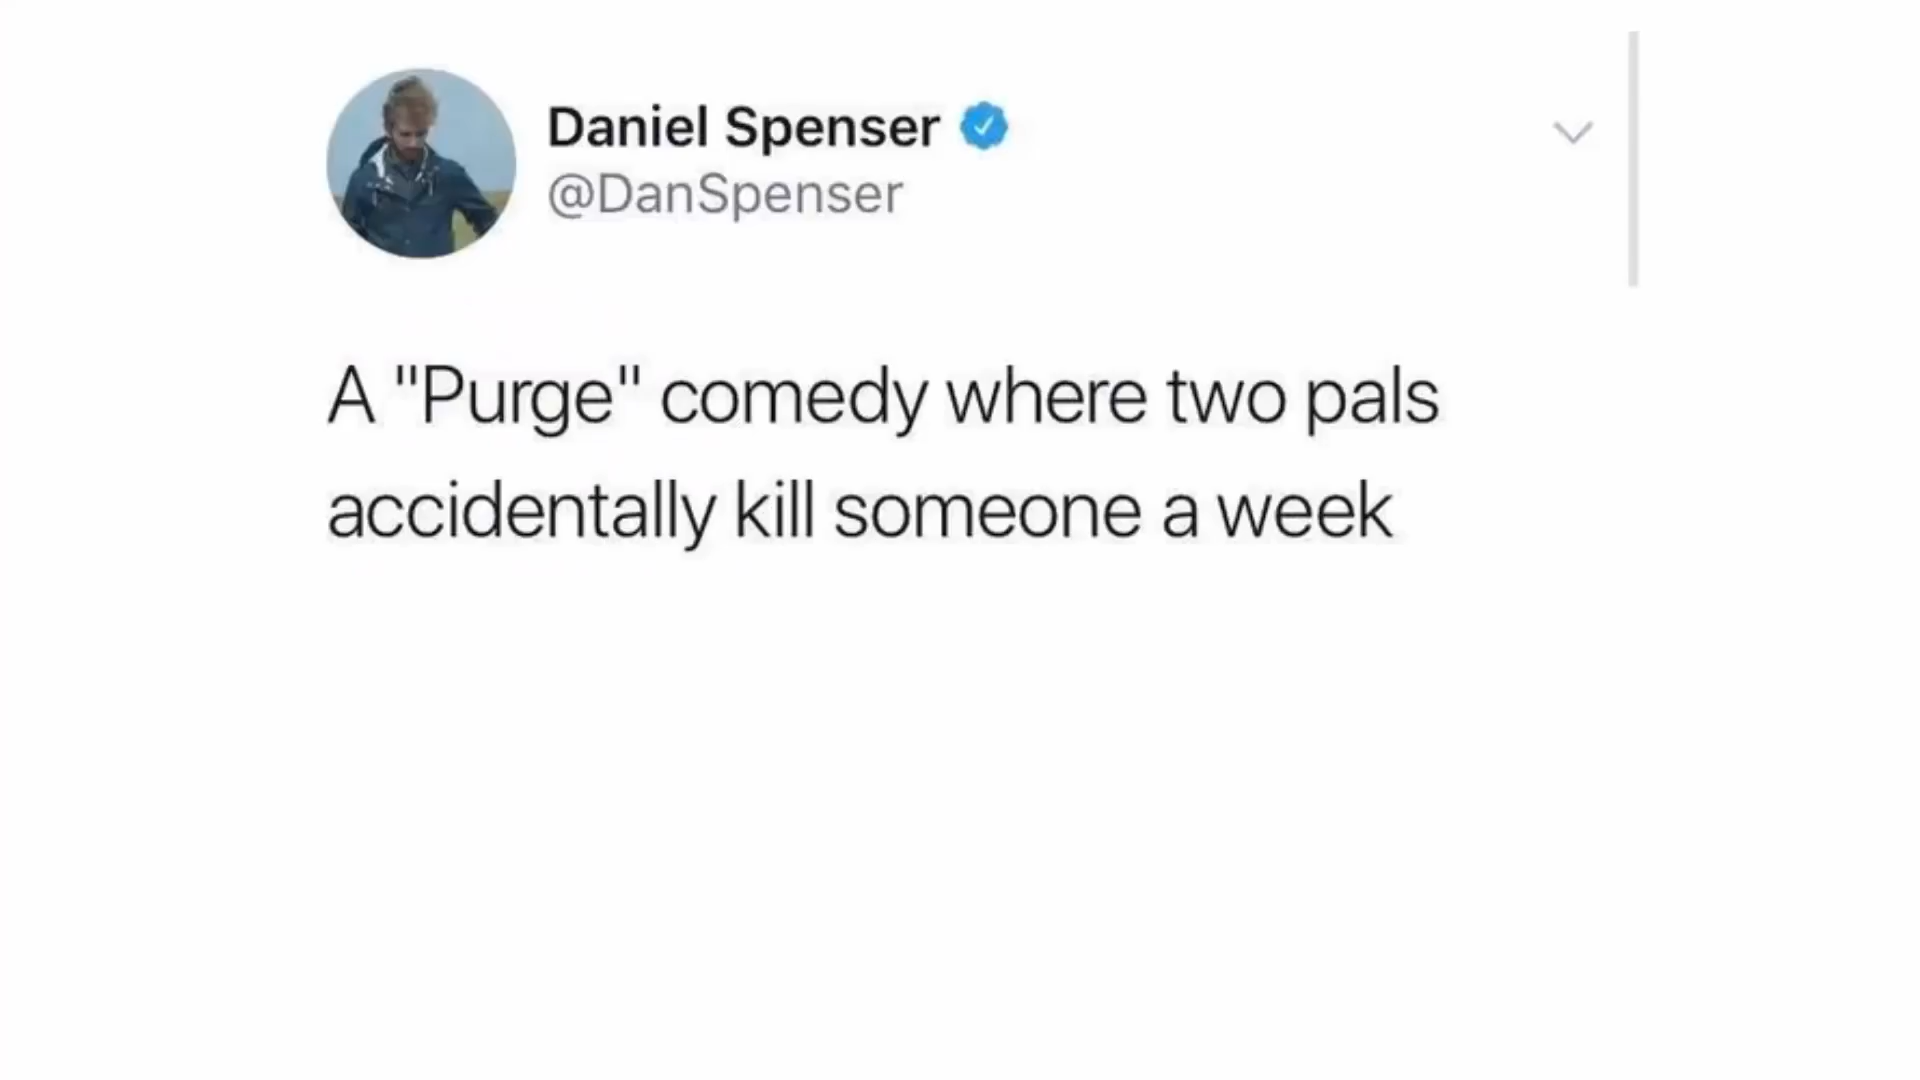 Daniel Spenser
@DanSpenser
A "Purge" comedy where two pals
accidentally kill someone a week